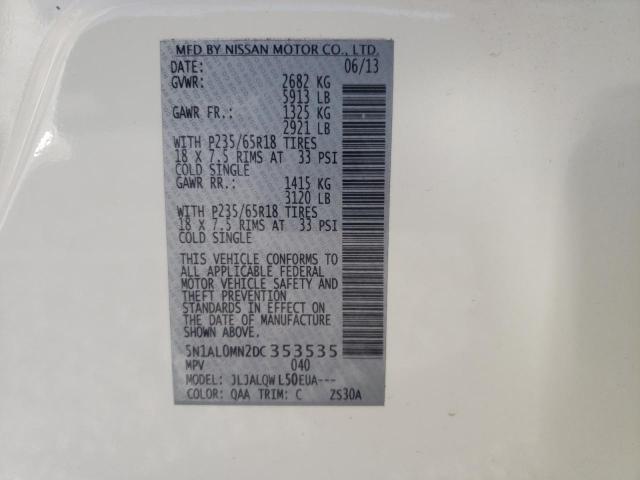 MFD BY NISSAN MOTOR CO., LTD.
DATE: 06/13
GVWR: 2682 KG
5913 LB
GAWR FR.: 1325 KG
2921 LB
WITH P235/65R18 TIRES
18 X 7.5 RIMS AT 33 PSI
COLD SINGLE
GAWR RR.: 1415 KG
3120 LB
WITH P235/65R18 TIRES
18 X 7.5 RIMS AT 33 PSI
COLD SINGLE
THIS VEHICLE CONFORMS TO
ALL APPLICABLE FEDERAL
MOTOR VEHICLE SAFETY AND
THEFT PREVENTION
STANDARDS IN EFFECT ON
THE DATE OF MANUFACTURE
SHOWN ABOVE.
5N1AL0MN2DC353535
MPV 040
MODEL: JLJALQWL50EUA---
COLOR: QAA TRIM: C ZS30A